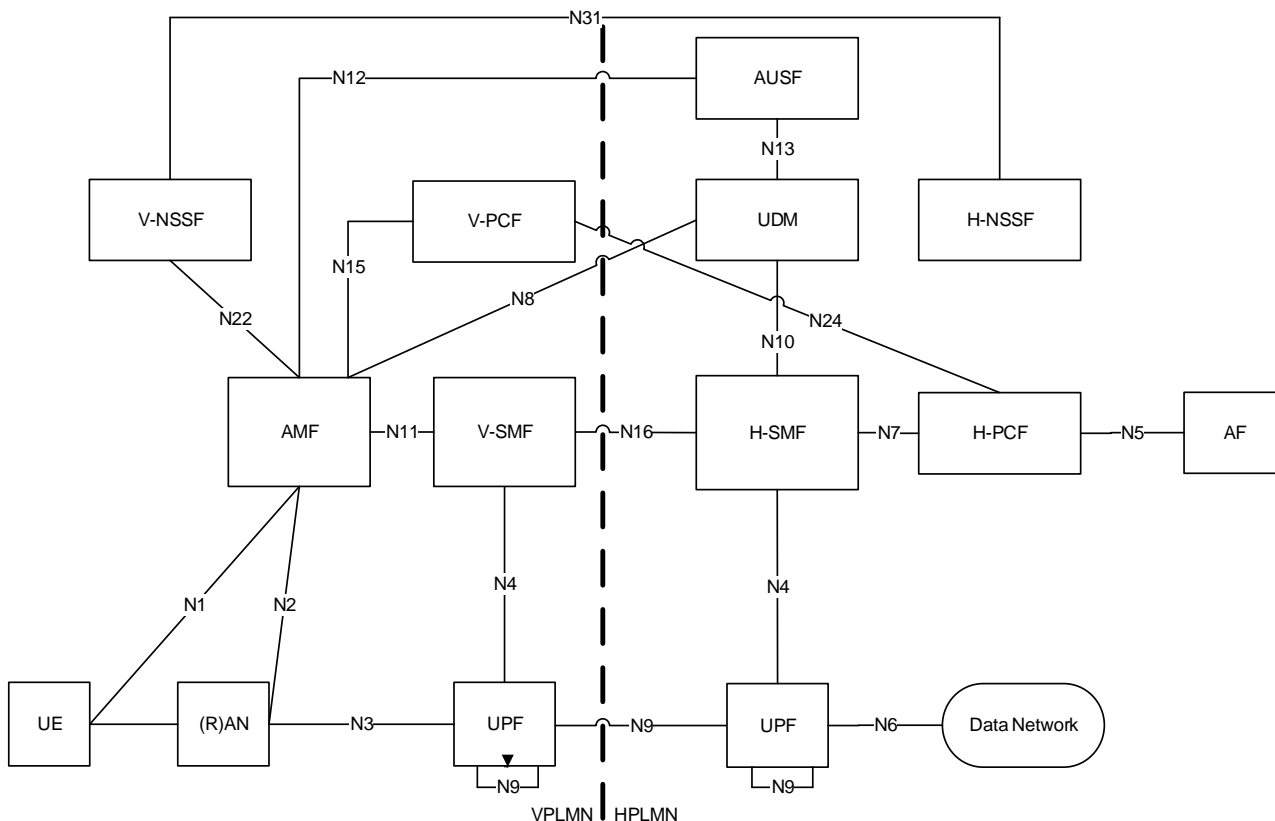 N31
N12
AUSF
N13
V-NSSF
V-PCF
UDM
H-NSSF
N15
N8
N22
N24
N10
AMF
N11
V-SMF
N16
H-SMF
N7
H-PCF
N5
AF
N1
N2
N4
N4
UE
(R)AN
N3
UPF
N9
UPF
N6
Data Network
N9
N9
VPLMN
HPLMN